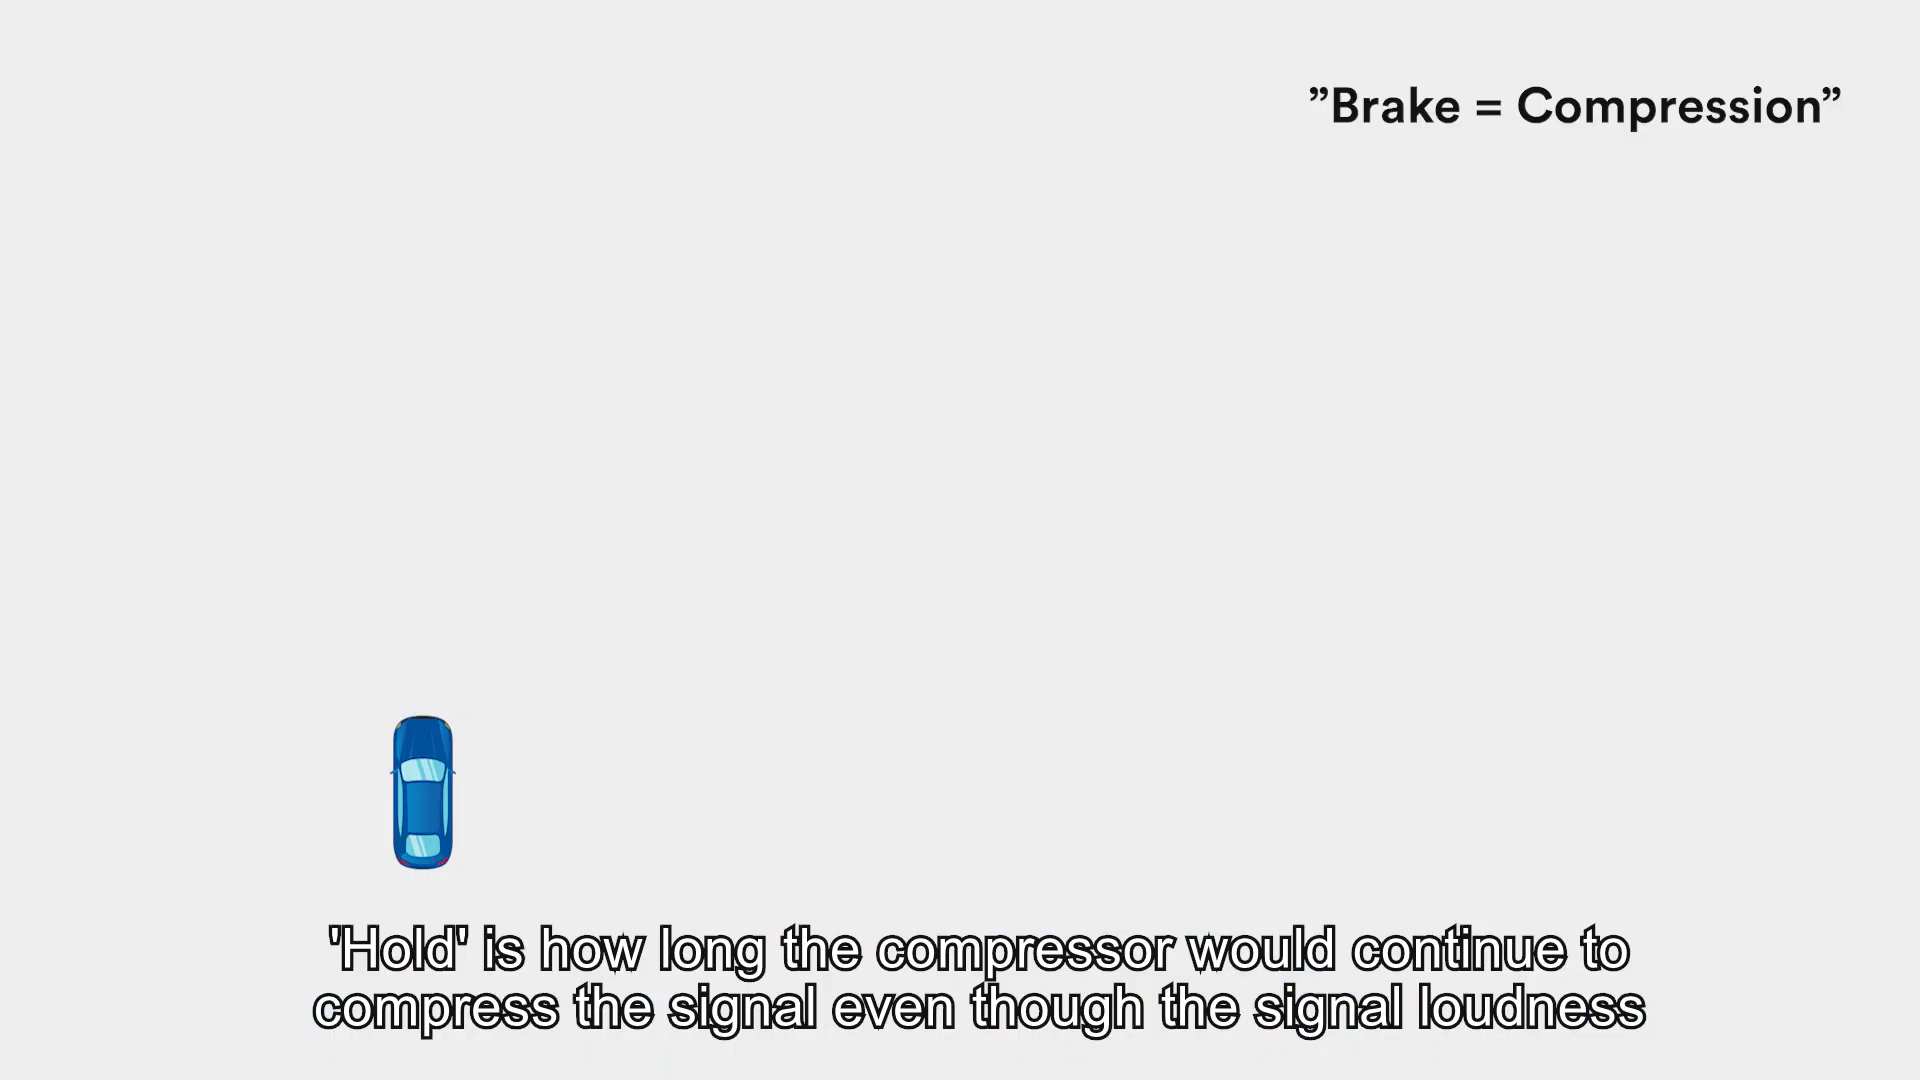 ”Brake = Compression”
'Hold' is how long the compressor would continue to
compress the signal even though the signal loudness